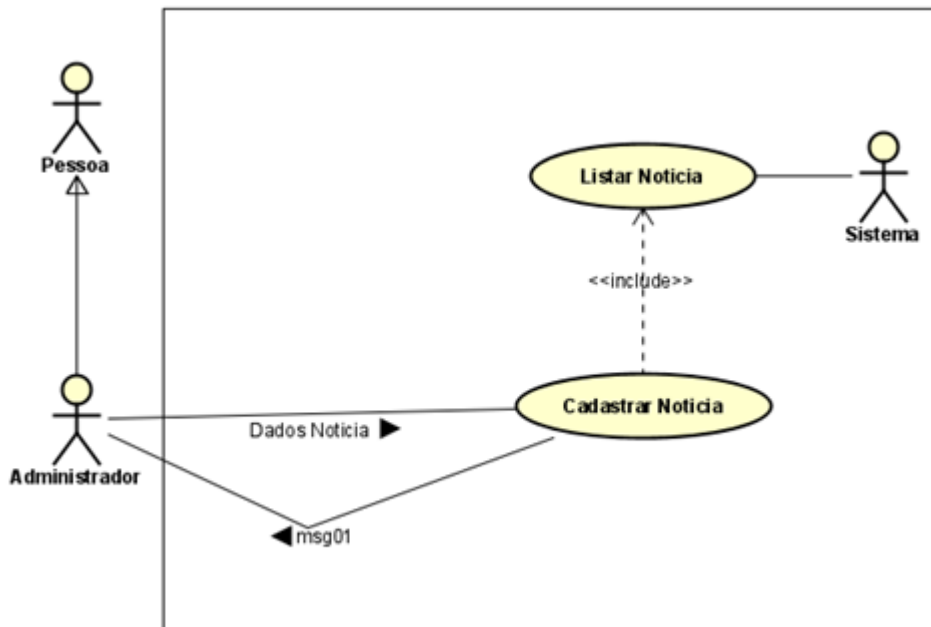 Pessoa
Listar Noticia
Sistema
<<include>>
Cadastrar Noticia
Dados Noticia
Administrador
msg01